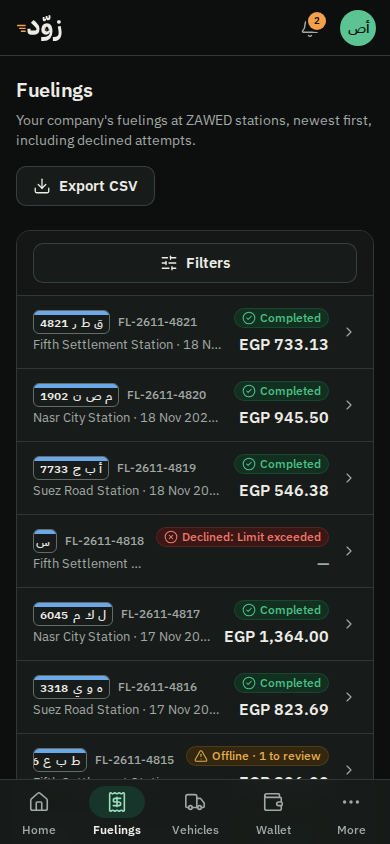 زوّد
2
أص
Fuelings
Your company's fuelings at ZAWED stations, newest first,
including declined attempts.
Export CSV
Filters
ق ط ر 4821 FL-2611-4821 Completed
Fifth Settlement Station · 18 N... EGP 733.13
م ص ن 1902 FL-2611-4820 Completed
Nasr City Station · 18 Nov 202... EGP 945.50
أ ب ج 7733 FL-2611-4819 Completed
Suez Road Station · 18 Nov 20... EGP 546.38
س FL-2611-4818 Declined: Limit exceeded
Fifth Settlement ... —
ل ك م 6045 FL-2611-4817 Completed
Nasr City Station · 17 Nov 20... EGP 1,364.00
ه و ي 3318 FL-2611-4816 Completed
Suez Road Station · 17 Nov 20... EGP 823.69
ط ب ع FL-2611-4815 Offline · 1 to review
Home Fuelings Vehicles Wallet More